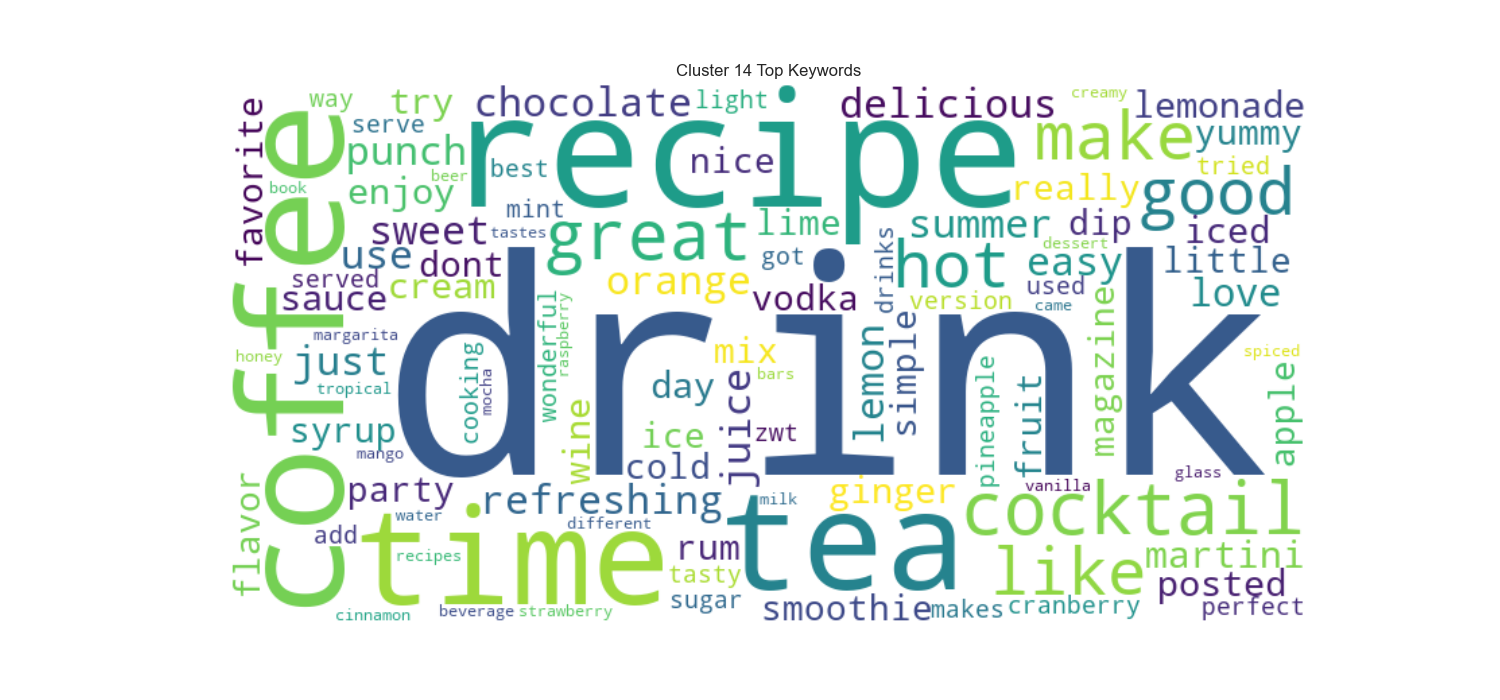 Cluster 14 Top Keywords
way
try
chocolate
light
delicious
creamy
lemonade
favorite
coffee
serve
punch
recipe
nice
make
yummy
book
enjoy
beer
best
really
tried
good
mint
sweet
tastes
great
lime
summer
dip
iced
use
dont
got
drinks
hot
dessert
easy
little
served
sauce
cream
orange
vodka
version
used
came
love
margarita
drink
wonderful
raspberry
honey
just
cooking
mocha
mix
bars
lemon
simple
magazine
spiced
tropical
day
juice
pineapple
fruit
apple
syrup
wine
ice
zwt
mango
cold
flavor
party
refreshing
milk
ginger
vanilla
glass
water
different
tea
cocktail
add
time
rum
recipes
tasty
like
martini
posted
cinnamon
beverage
strawberry
sugar
smoothie
makes
cranberry
perfect